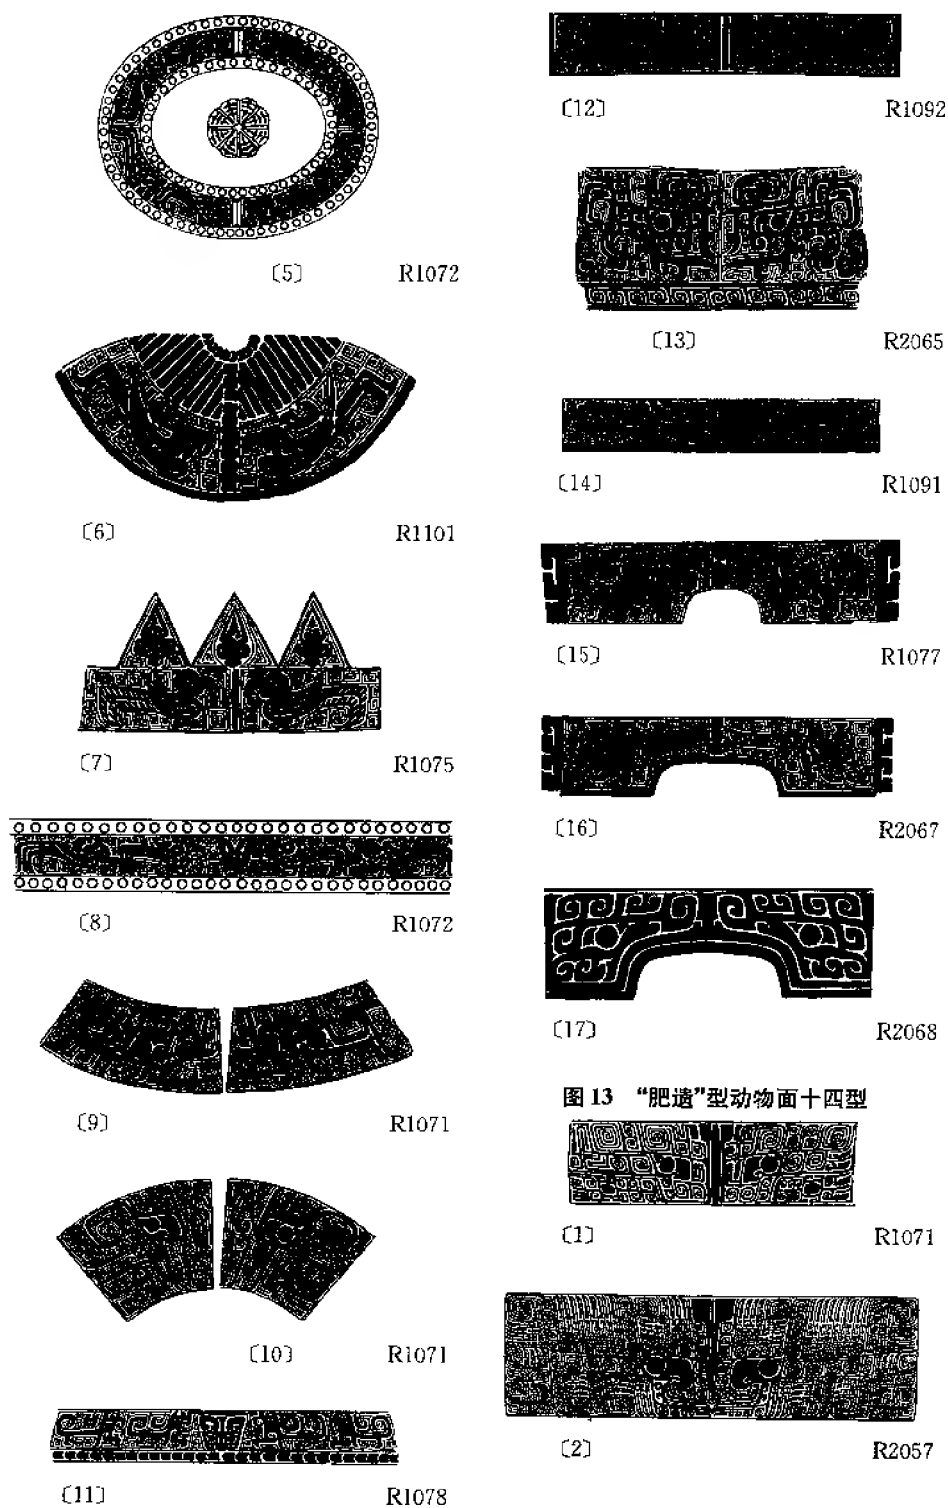 〔5〕 R1072
〔6〕 R1101
〔7〕 R1075
〔8〕 R1072
〔9〕 R1071
〔10〕 R1071
〔11〕 R1078
〔12〕 R1092
〔13〕 R2065
〔14〕 R1091
〔15〕 R1077
〔16〕 R2067
〔17〕 R2068
图 13 “肥遗”型动物面十四型
〔1〕 R1071
〔2〕 R2057